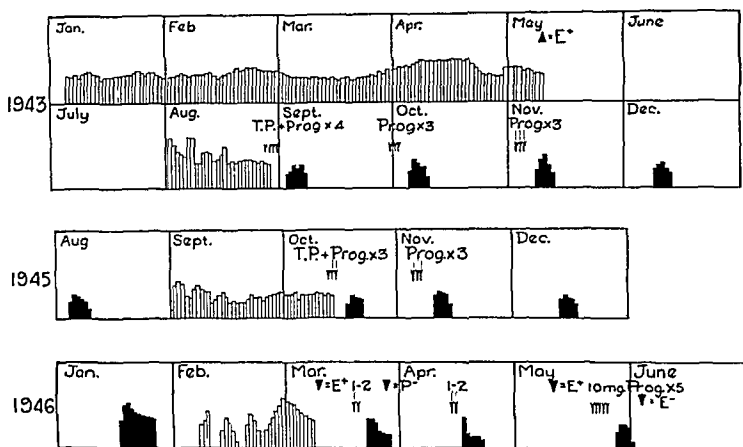 Jan. Feb Mar. Apr. May June
▲=E⁺
1943
July Aug. Sept. Oct. Nov. Dec.
T.P.+Prog×4 Prog×3 Prog×3
Aug Sept. Oct. Nov. Dec.
T.P.+Prog.×3 Prog.×3
1945
Jan. Feb. Mar. Apr. May June
▼=E⁺ 1-2 ▼=P⁻ 1-2 ▼=E⁺ 10mg Prog×5
▼="E⁻
1946